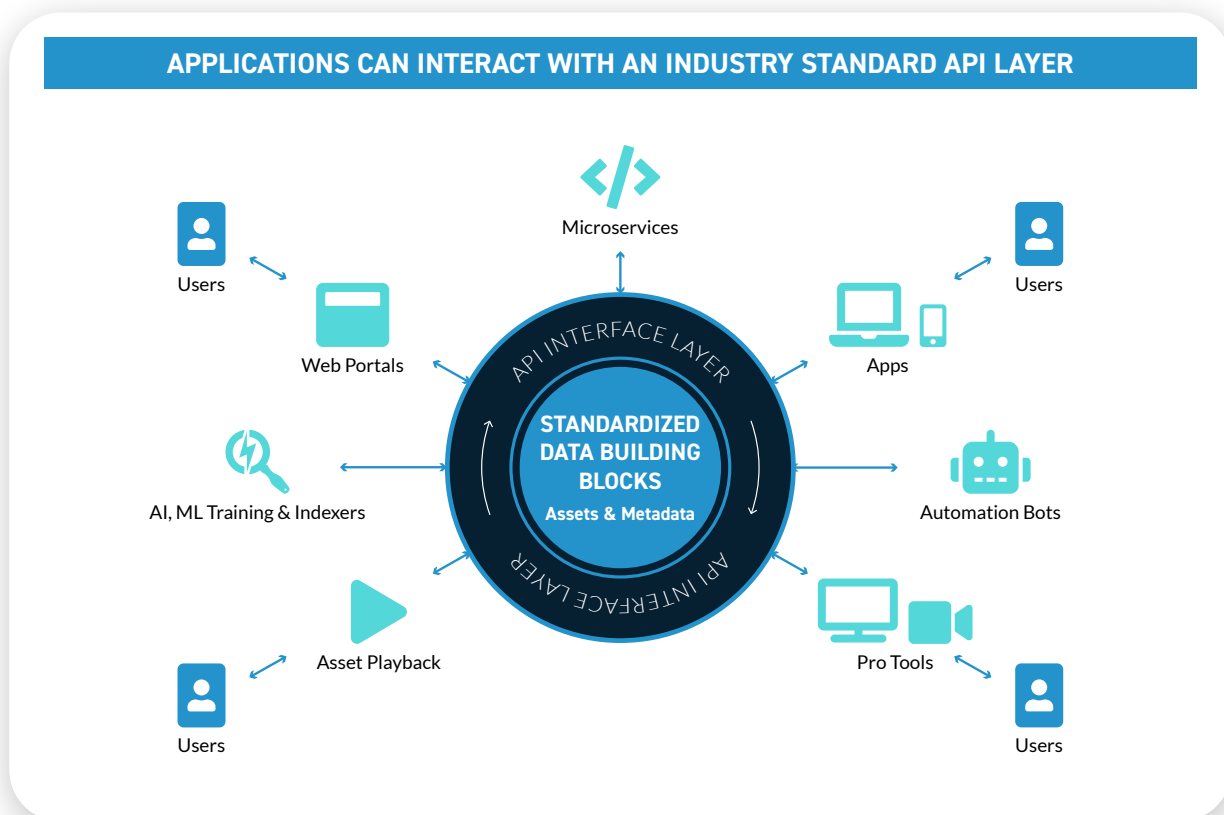 APPLICATIONS CAN INTERACT WITH AN INDUSTRY STANDARD API LAYER
Microservices
Users
Users
Web Portals
Apps
API INTERFACE LAYER
STANDARDIZED
DATA BUILDING
BLOCKS
Assets & Metadata
API INTERFACE LAYER
AI, ML Training & Indexers
Automation Bots
Asset Playback
Pro Tools
Users
Users